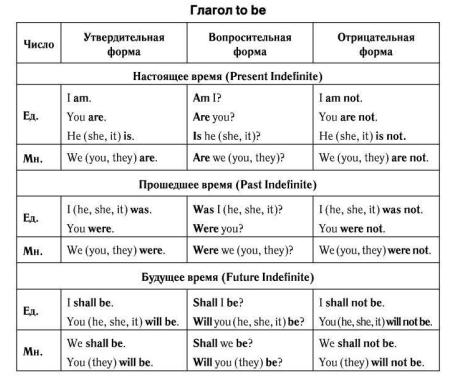 Глагол to be
Число Утвердительная форма Вопросительная форма Отрицательная форма
Настоящее время (Present Indefinite)
Ед. I am. Am I? I am not.
You are. Are you? You are not.
He (she, it) is. Is he (she, it)? He (she, it) is not.
Мн. We (you, they) are. Are we (you, they)? We (you, they) are not.
Прошедшее время (Past Indefinite)
Ед. I (he, she, it) was. Was I (he, she, it)? I (he, she, it) was not.
You were. Were you? You were not.
Мн. We (you, they) were. Were we (you, they)? We (you, they) were not.
Будущее время (Future Indefinite)
Ед. I shall be. Shall I be? I shall not be.
You (he, she, it) will be. Will you (he, she, it) be? You (he, she, it) will not be.
Мн. We shall be. Shall we be? We shall not be.
You (they) will be. Will you (they) be? You (they) will not be.